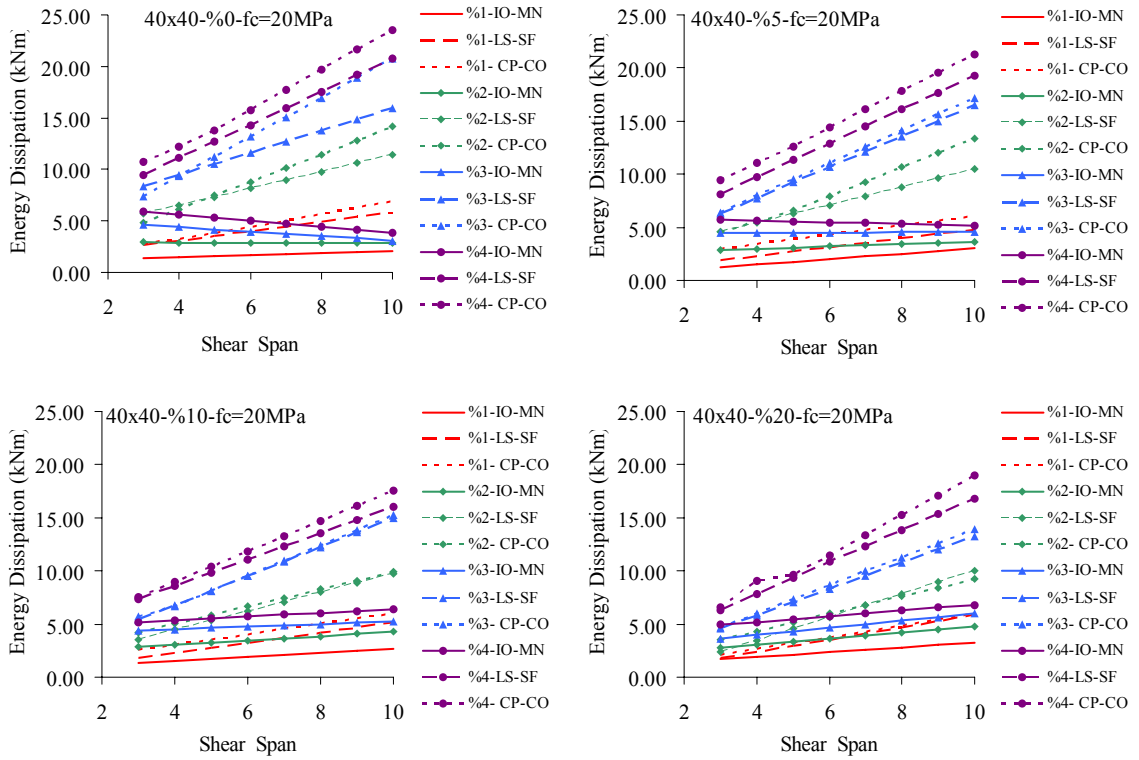 40x40-%0-fc=20MPa
Energy Dissipation (kNm)
25.00
20.00
15.00
10.00
5.00
0.00
2 4 6 8 10
Shear Span
%1-IO-MN
%1-LS-SF
%1- CP-CO
%2-IO-MN
%2-LS-SF
%2- CP-CO
%3-IO-MN
%3-LS-SF
%3- CP-CO
%4-IO-MN
%4-LS-SF
%4- CP-CO
40x40-%5-fc=20MPa
Energy Dissipation (kNm)
25.00
20.00
15.00
10.00
5.00
0.00
2 4 6 8 10
Shear Span
%1-IO-MN
%1-LS-SF
%1- CP-CO
%2-IO-MN
%2-LS-SF
%2- CP-CO
%3-IO-MN
%3-LS-SF
%3- CP-CO
%4-IO-MN
%4-LS-SF
%4- CP-CO
40x40-%10-fc=20MPa
Energy Dissipation (kNm)
25.00
20.00
15.00
10.00
5.00
0.00
2 4 6 8 10
Shear Span
%1-IO-MN
%1-LS-SF
%1- CP-CO
%2-IO-MN
%2-LS-SF
%2- CP-CO
%3-IO-MN
%3-LS-SF
%3- CP-CO
%4-IO-MN
%4-LS-SF
%4- CP-CO
40x40-%20-fc=20MPa
Energy Dissipation (kNm)
25.00
20.00
15.00
10.00
5.00
0.00
2 4 6 8 10
Shear Span
%1-IO-MN
%1-LS-SF
%1- CP-CO
%2-IO-MN
%2-LS-SF
%2- CP-CO
%3-IO-MN
%3-LS-SF
%3- CP-CO
%4-IO-MN
%4-LS-SF
%4- CP-CO